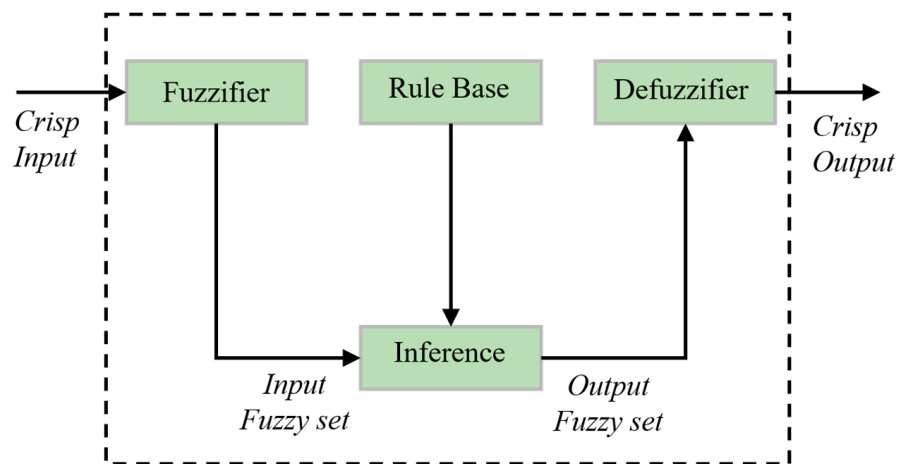 Fuzzifier
Rule Base
Defuzzifier
Crisp
Input
Crisp
Output
Inference
Input
Fuzzy set
Output
Fuzzy set